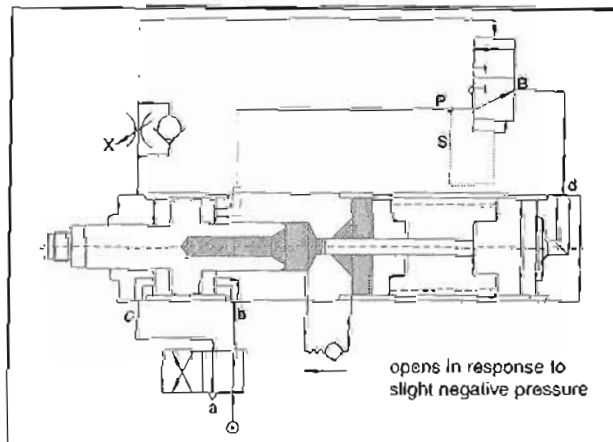 P
B
X
S
d
C
b
a
opens in response to
slight negative pressure